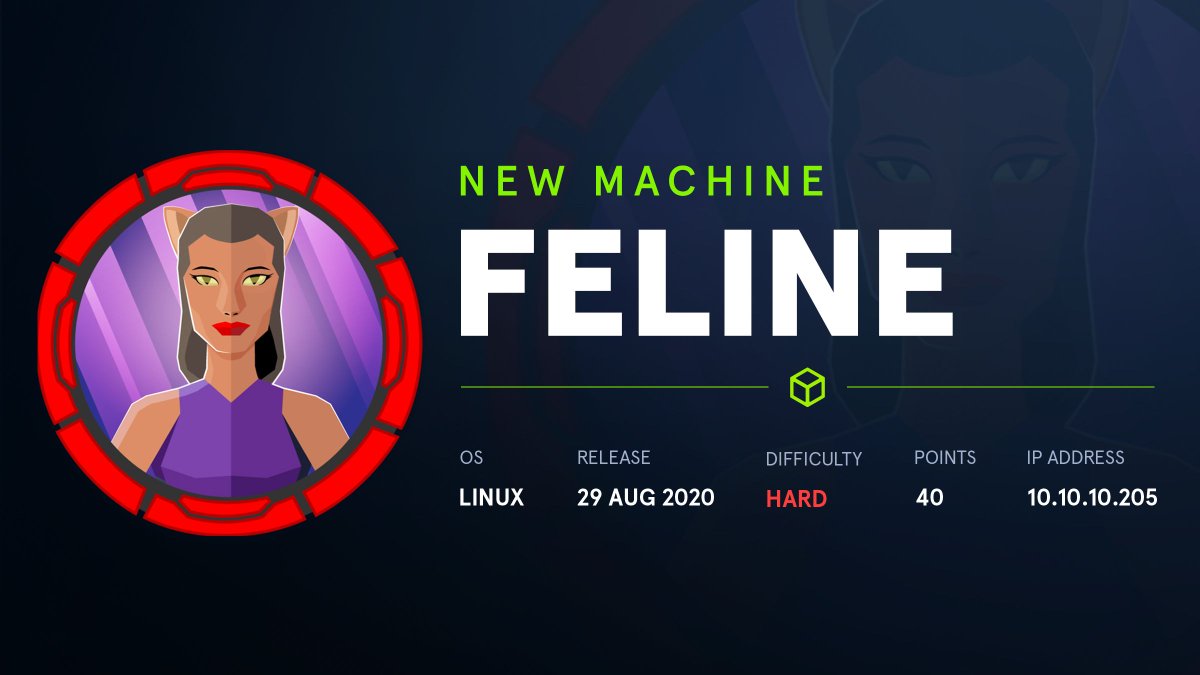 NEW MACHINE
FELINE
OS RELEASE DIFFICULTY POINTS IP ADDRESS
LINUX 29 AUG 2020 HARD 40 10.10.10.205